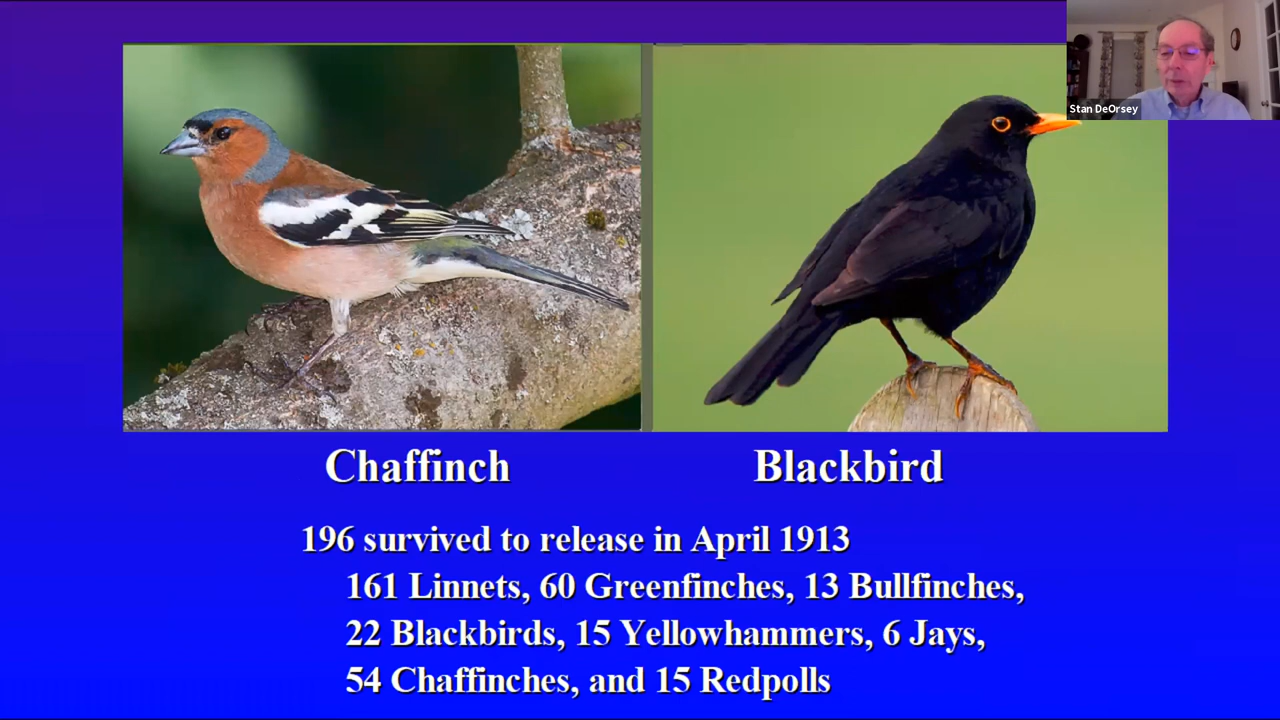 Stan DeOrsey
Chaffinch
Blackbird
196 survived to release in April 1913
161 Linnets, 60 Greenfinches, 13 Bullfinches,
22 Blackbirds, 15 Yellowhammers, 6 Jays,
54 Chaffinches, and 15 Redpolls